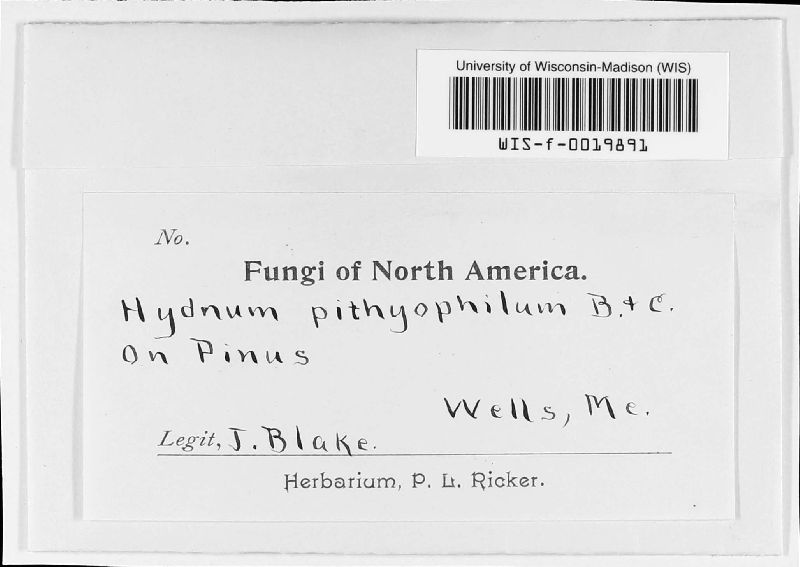 University of Wisconsin-Madison (WIS)
WIS-f-0019891
No.
Fungi of North America.
Hydnum pithyophilum B. + C.
On Pinus
Wells, Me.
Legit, J. Blake.
Herbarium, P. L. Ricker.